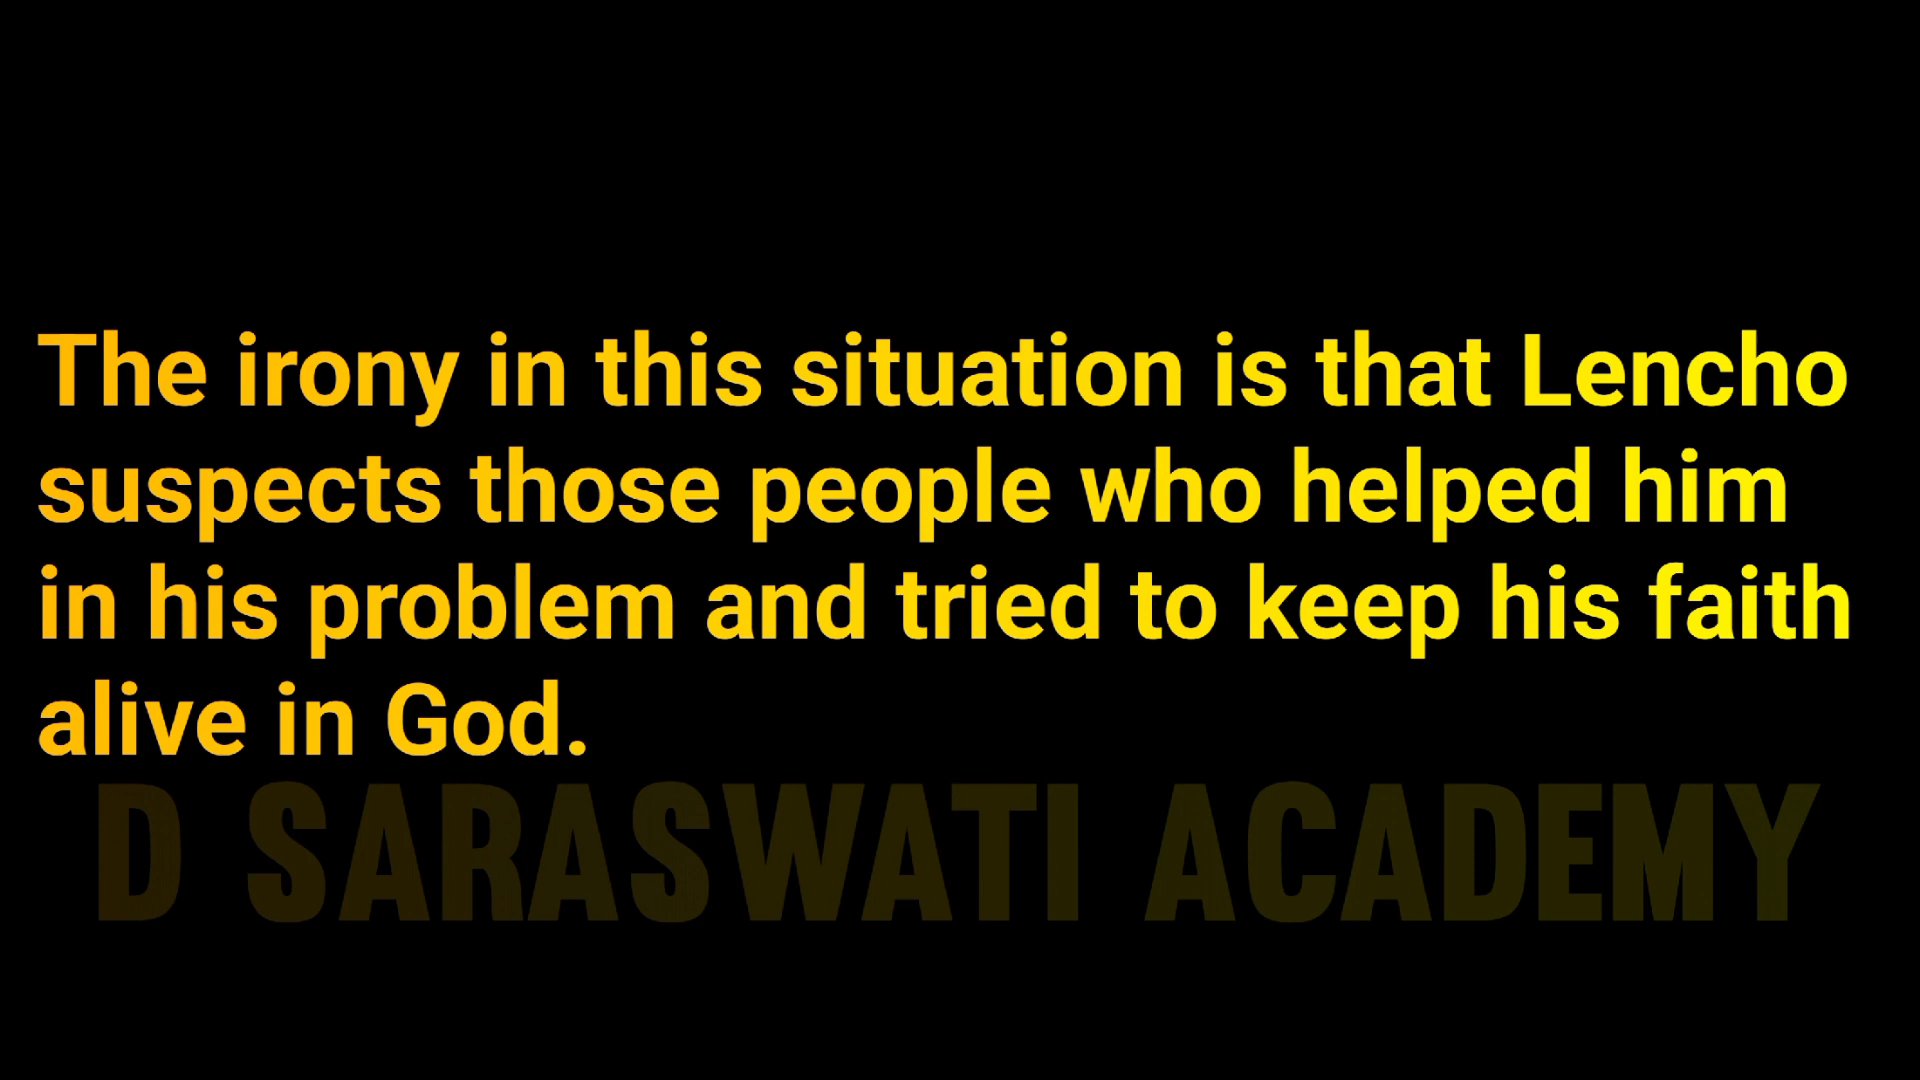 The irony in this situation is that Lencho
suspects those people who helped him
in his problem and tried to keep his faith
alive in God.
D SARASWATI ACADEMY